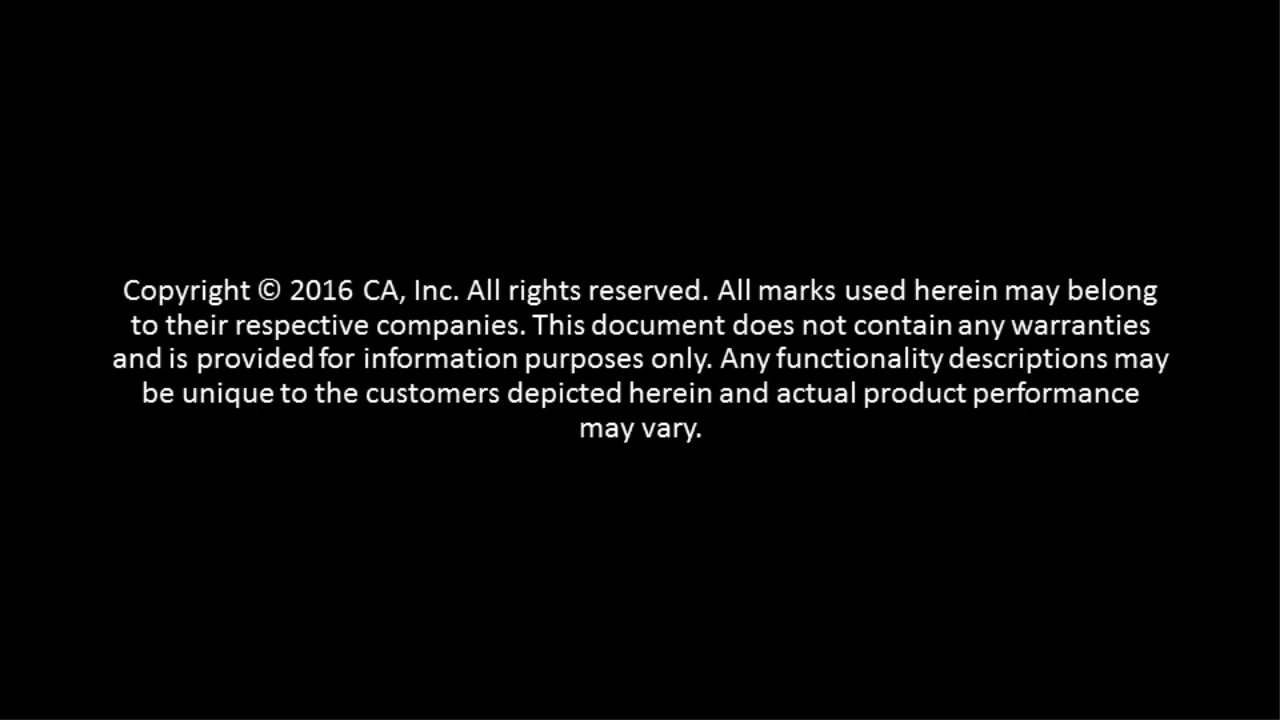 Copyright © 2016 CA, Inc. All rights reserved. All marks used herein may belong
to their respective companies. This document does not contain any warranties
and is provided for information purposes only. Any functionality descriptions may
be unique to the customers depicted herein and actual product performance
may vary.